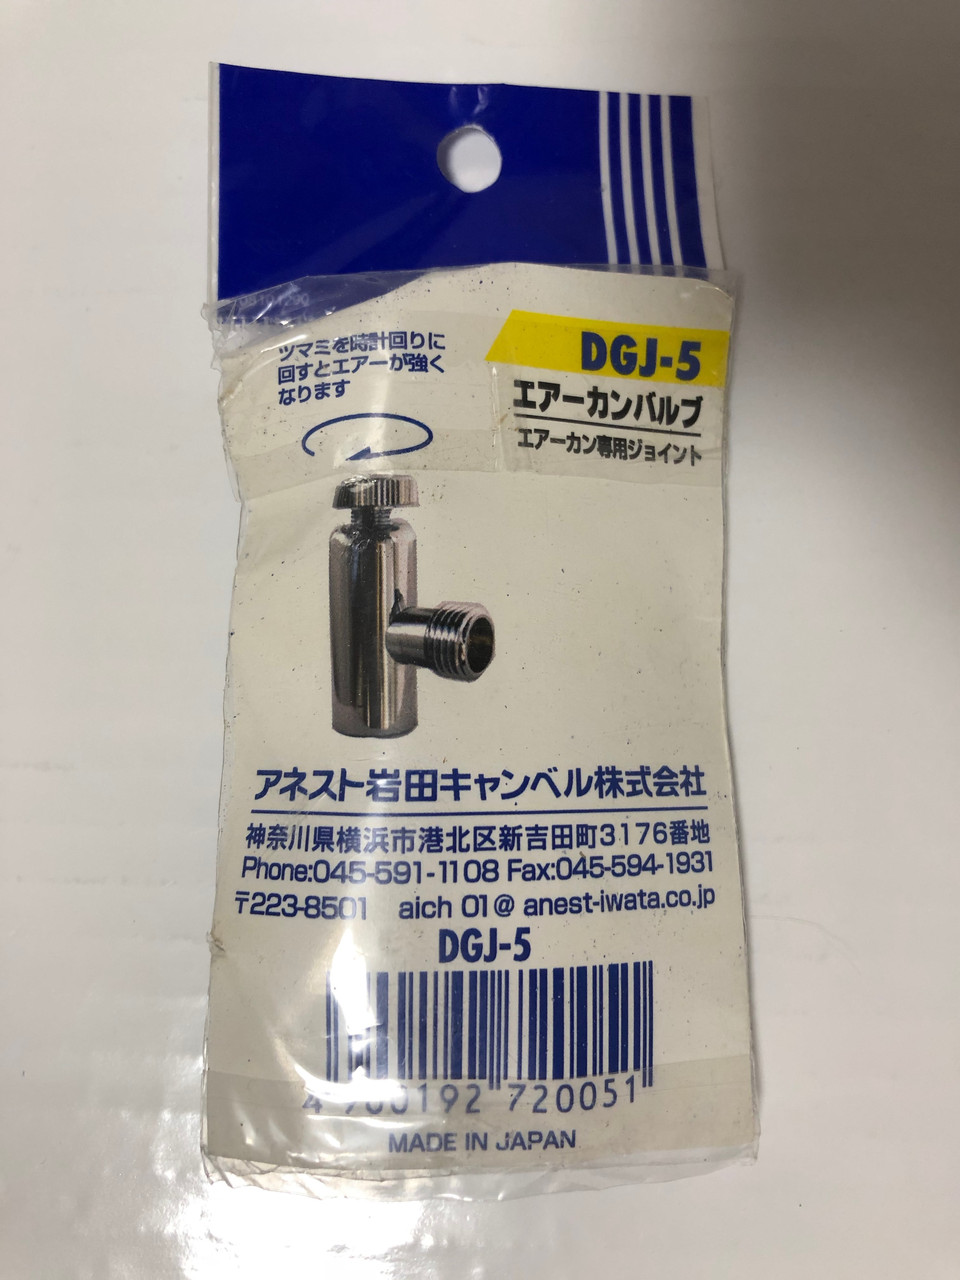 ツマミを時計回りに
回すとエアーが強く
なります
DGJ-5
エアーカンバルブ
エアーカン専用ジョイント
アネスト岩田キャンベル株式会社
神奈川県横浜市港北区新吉田町3176番地
Phone:045-591-1108 Fax:045-594-1931
〒223-8501 aich 01@ anest-iwata.co.jp
DGJ-5
720051
MADE IN JAPAN